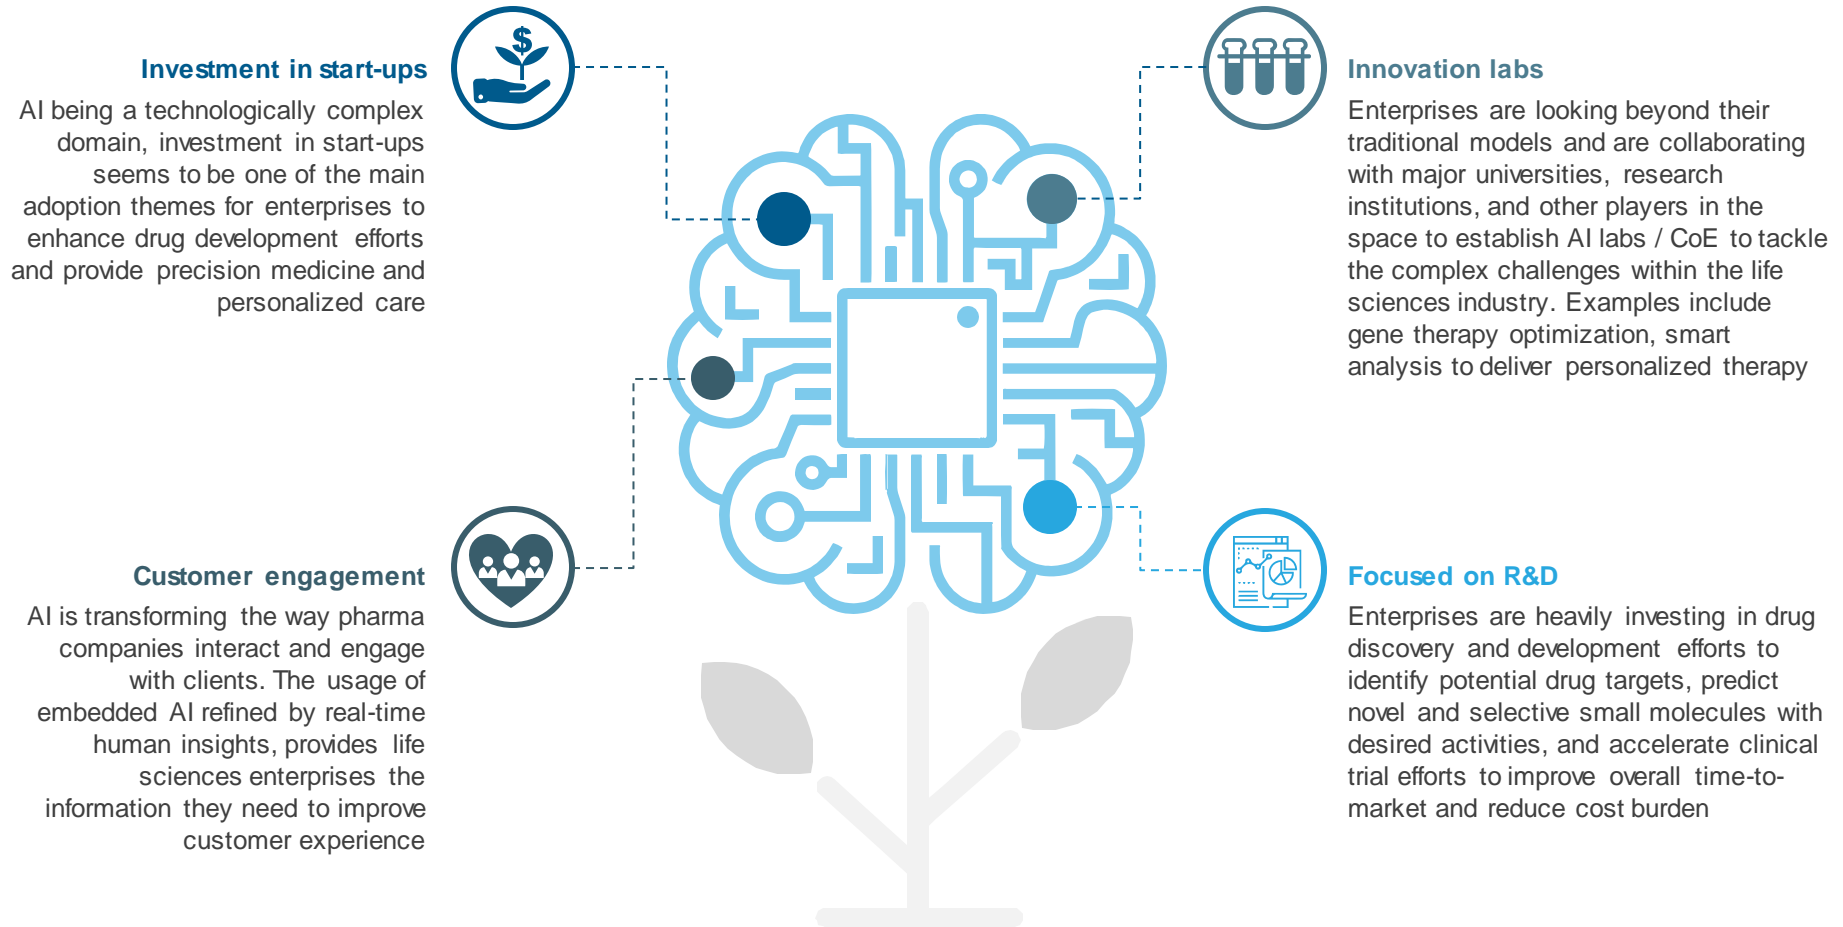 Investment in start-ups
AI being a technologically complex
domain, investment in start-ups
seems to be one of the main
adoption themes for enterprises to
enhance drug development efforts
and provide precision medicine and
personalized care
Innovation labs
Enterprises are looking beyond their
traditional models and are collaborating
with major universities, research
institutions, and other players in the
space to establish AI labs / CoE to tackle
the complex challenges within the life
sciences industry. Examples include
gene therapy optimization, smart
analysis to deliver personalized therapy
Customer engagement
AI is transforming the way pharma
companies interact and engage
with clients. The usage of
embedded AI refined by real-time
human insights, provides life
sciences enterprises the
information they need to improve
customer experience
Focused on R&D
Enterprises are heavily investing in drug
discovery and development efforts to
identify potential drug targets, predict
novel and selective small molecules with
desired activities, and accelerate clinical
trial efforts to improve overall time-to-
market and reduce cost burden
$